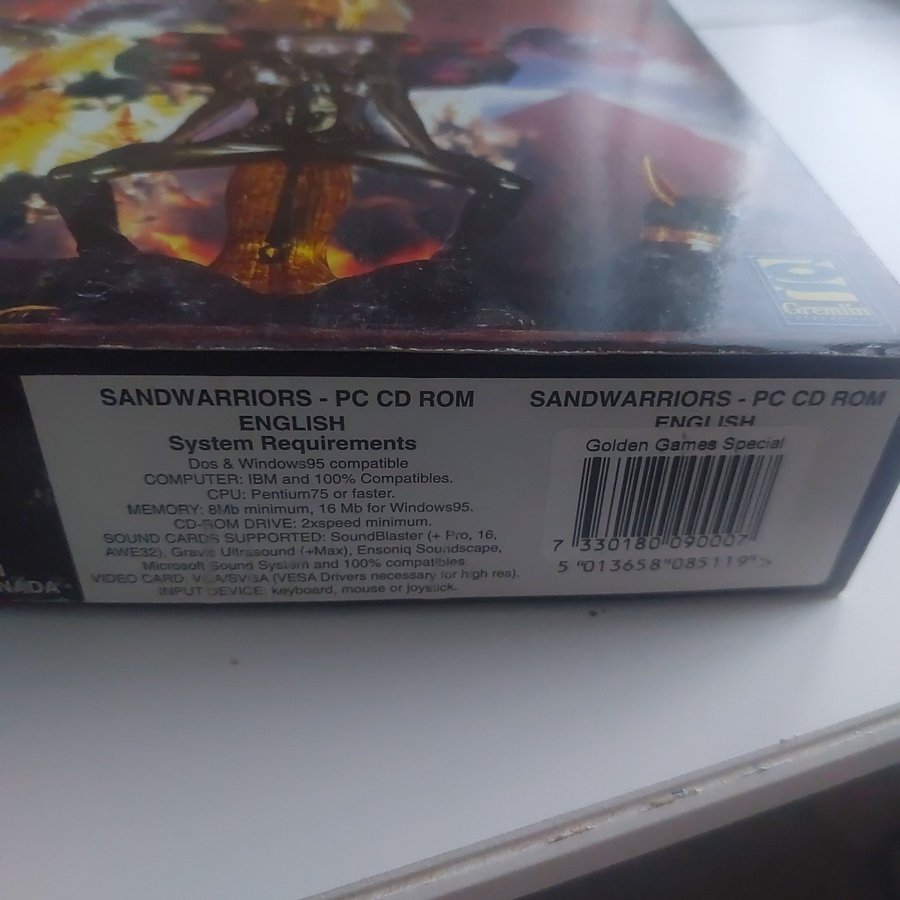 Gremlin
SANDWARRIORS - PC CD ROM
ENGLISH
System Requirements
Dos & Windows95 compatible
COMPUTER: IBM and 100% Compatibles.
CPU: Pentium75 or faster.
MEMORY: 8Mb minimum, 16 Mb for Windows95.
CD-ROM DRIVE: 2xspeed minimum.
SOUND CARDS SUPPORTED: SoundBlaster (+ Pro, 16,
AWE32), Gravis Ultrasound (+Max), Ensoniq Soundscape,
Microsoft Sound System and 100% compatibles.
VIDEO CARD: VGA/SVGA (VESA Drivers necessary for high res).
INPUT DEVICE: keyboard, mouse or joystick.
SANDWARRIORS - PC CD ROM
ENGLISH
Golden Games Special
7 330180 090007
5 "013658"085119">